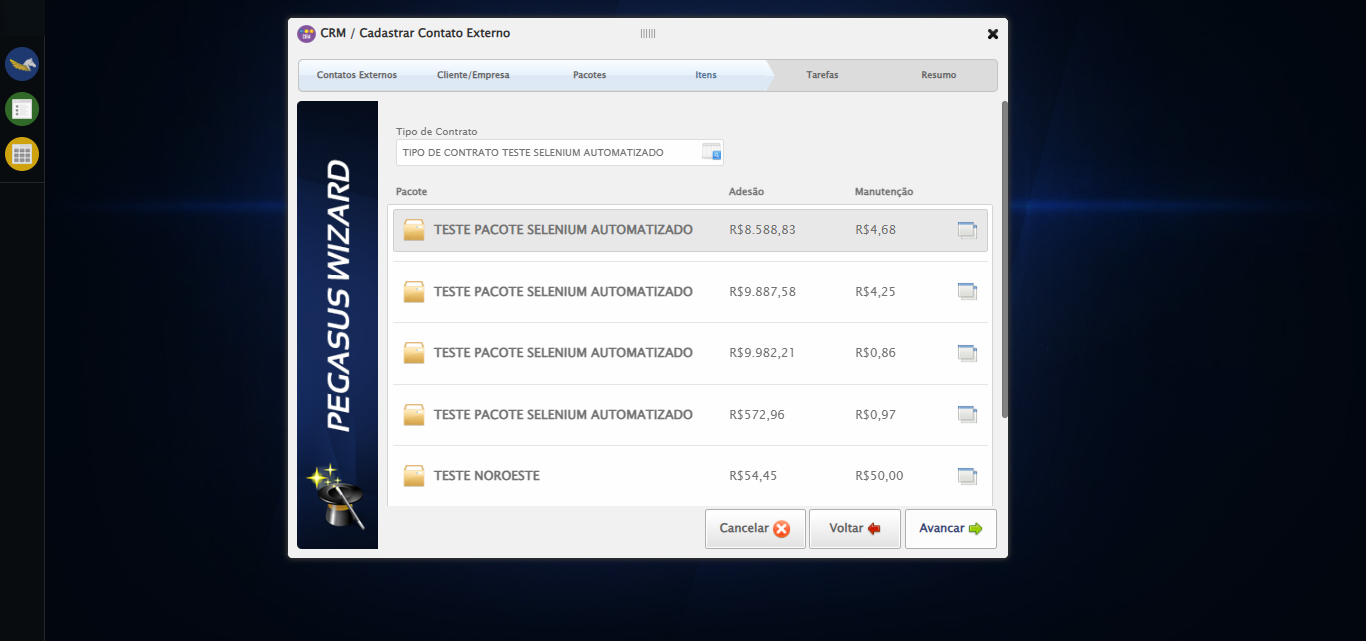 CRM / Cadastrar Contato Externo
Contatos Externos Cliente/Empresa Pacotes Itens Tarefas Resumo
PEGASUS WIZARD
Tipo de Contrato
TIPO DE CONTRATO TESTE SELENIUM AUTOMATIZADO
Pacote Adesão Manutenção
TESTE PACOTE SELENIUM AUTOMATIZADO R$8.588,83 R$4,68
TESTE PACOTE SELENIUM AUTOMATIZADO R$9.887,58 R$4,25
TESTE PACOTE SELENIUM AUTOMATIZADO R$9.982,21 R$0,86
TESTE PACOTE SELENIUM AUTOMATIZADO R$572,96 R$0,97
TESTE NOROESTE R$54,45 R$50,00
Cancelar Voltar Avancar